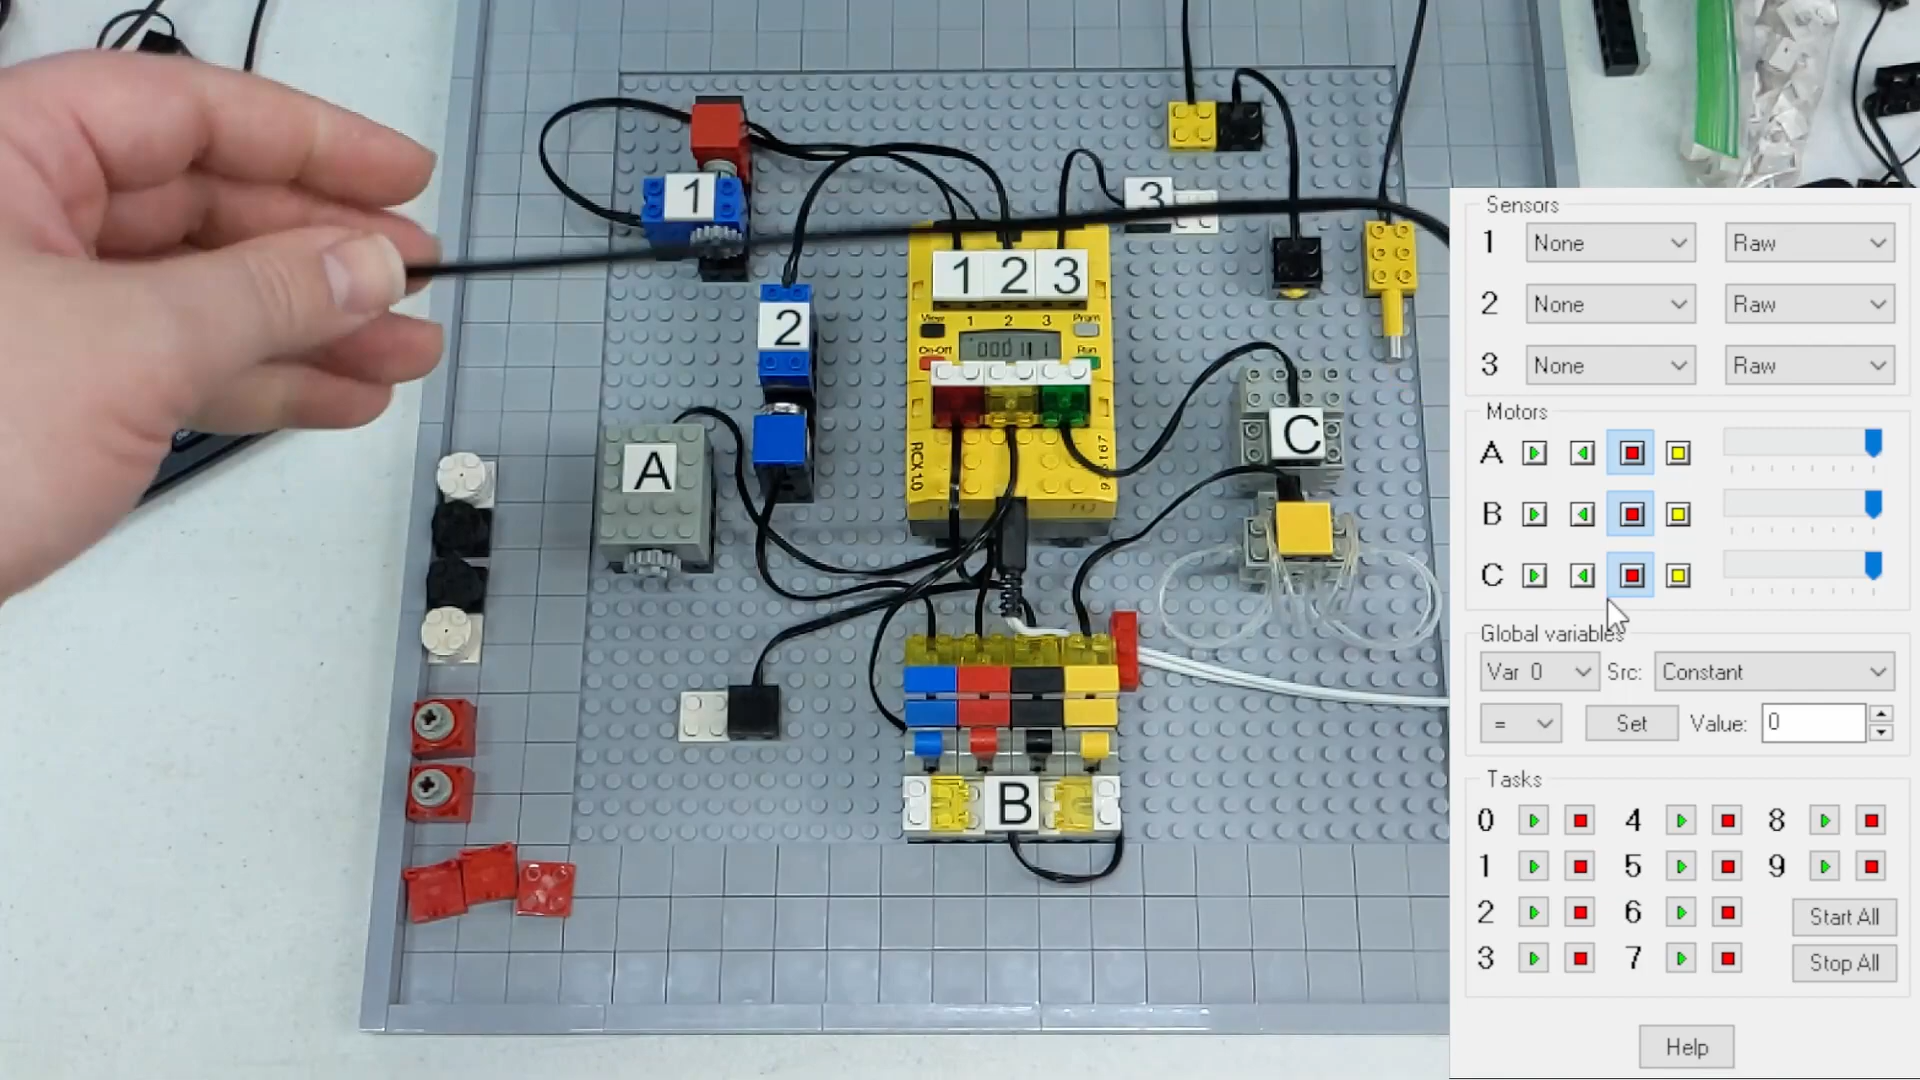 1
3
1 2 3
View 1 2 3 Prgm
On-Off Run
2
A
C
RCX 1.0
B
Sensors
1 None Raw
2 None Raw
3 None Raw
Motors
A
B
C
Global variables
Var 0 Src: Constant
= Set Value: 0
Tasks
0 4 8
1 5 9
2 6 Start All
3 7 Stop All
Help